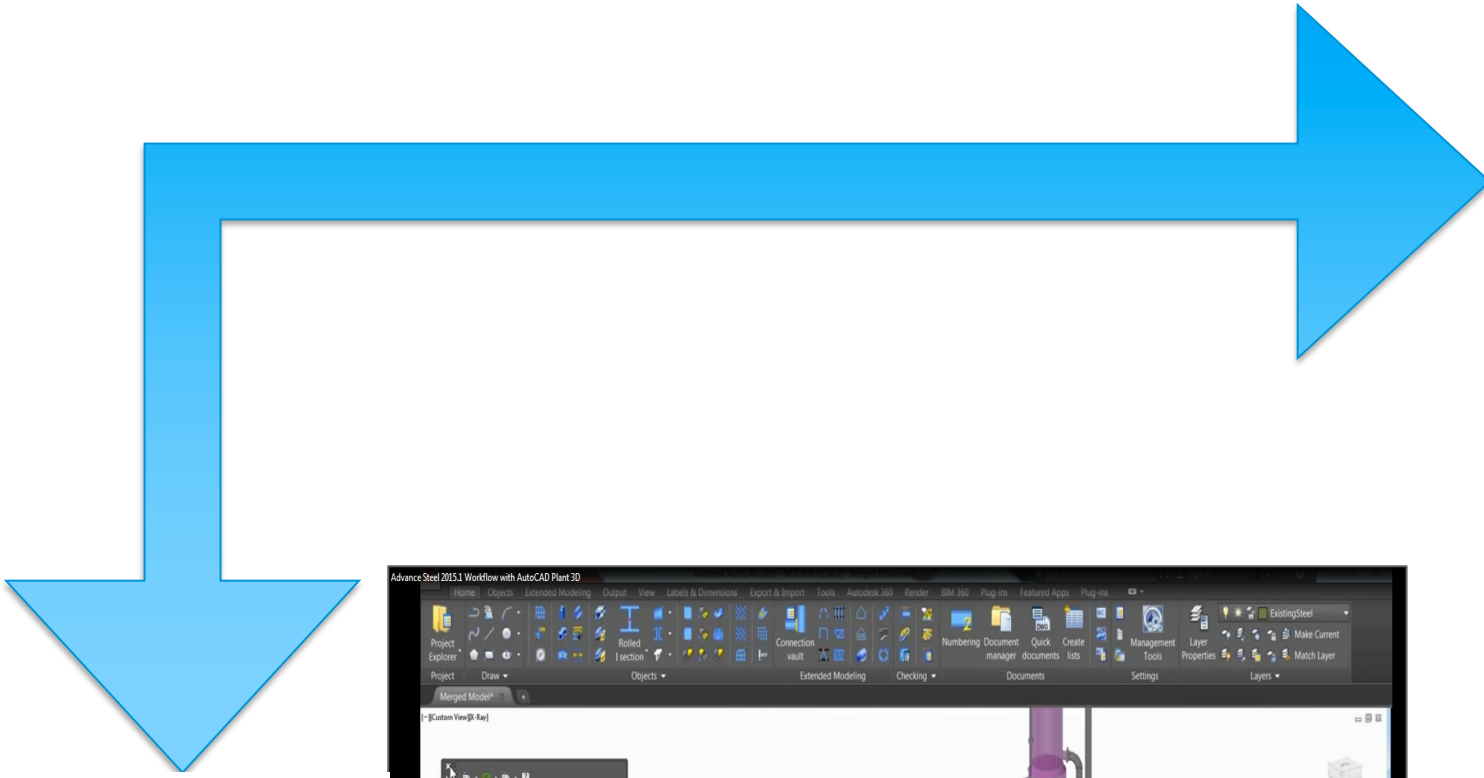 Advance Steel 2015.1 Workflow with AutoCAD Plant 3D
Home Objects Extended Modeling Output View Labels & Dimensions Export & Import Tools Autodesk 360 Render BIM 360 Plug-ins Featured Apps Plug-ins
Project Explorer
Rolled I section
Connection vault
Numbering
Document manager
Quick documents
Create lists
Management Tools
Layer Properties
ExistingSteel
Make Current
Match Layer
Project Draw Objects Extended Modeling Checking Documents Settings Layers
Merged Model*
[-][Custom View][X-Ray]